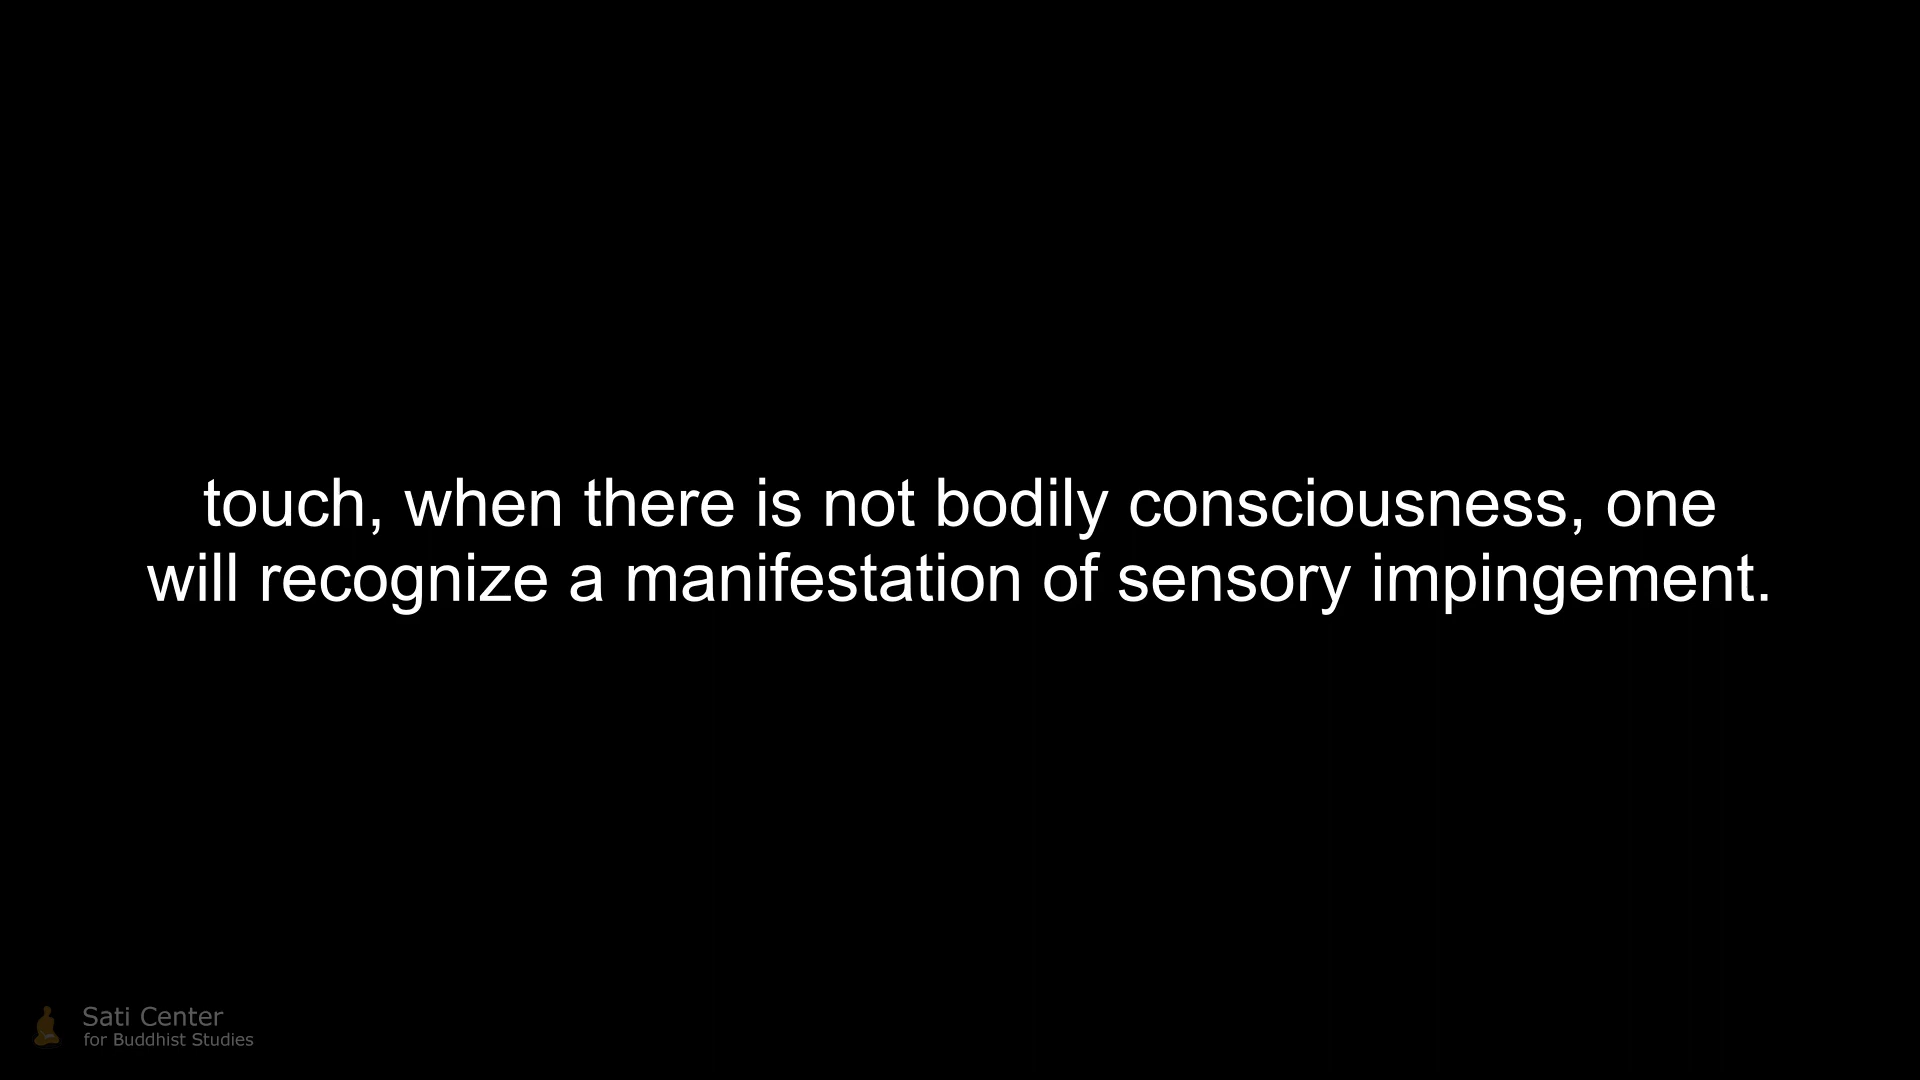 touch, when there is not bodily consciousness, one
will recognize a manifestation of sensory impingement.
Sati Center
for Buddhist Studies